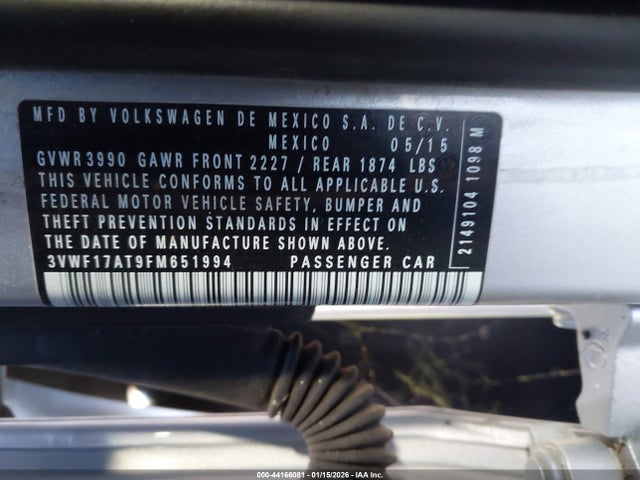 MFD BY VOLKSWAGEN DE MEXICO S.A. DE C.V.
MEXICO 05/15
GVWR 3990 GAWR FRONT 2227 / REAR 1874 LBS
THIS VEHICLE CONFORMS TO ALL APPLICABLE U.S.
FEDERAL MOTOR VEHICLE SAFETY, BUMPER AND
THEFT PREVENTION STANDARDS IN EFFECT ON
THE DATE OF MANUFACTURE SHOWN ABOVE.
3VWF17AT9FM651994 PASSENGER CAR
2149104 1098 M
000-44166081 - 01/15/2026 - IAA Inc.